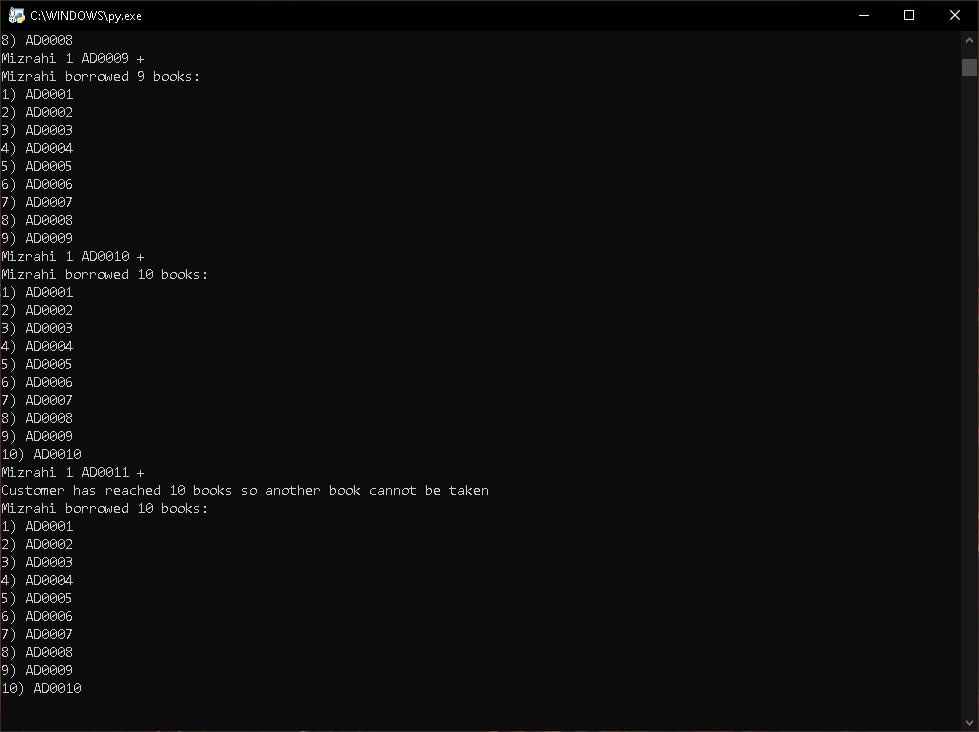 C:\WINDOWS\py.exe
8) AD0008
Mizrahi 1 AD0009 +
Mizrahi borrowed 9 books:
1) AD0001
2) AD0002
3) AD0003
4) AD0004
5) AD0005
6) AD0006
7) AD0007
8) AD0008
9) AD0009
Mizrahi 1 AD0010 +
Mizrahi borrowed 10 books:
1) AD0001
2) AD0002
3) AD0003
4) AD0004
5) AD0005
6) AD0006
7) AD0007
8) AD0008
9) AD0009
10) AD0010
Mizrahi 1 AD0011 +
Customer has reached 10 books so another book cannot be taken
Mizrahi borrowed 10 books:
1) AD0001
2) AD0002
3) AD0003
4) AD0004
5) AD0005
6) AD0006
7) AD0007
8) AD0008
9) AD0009
10) AD0010